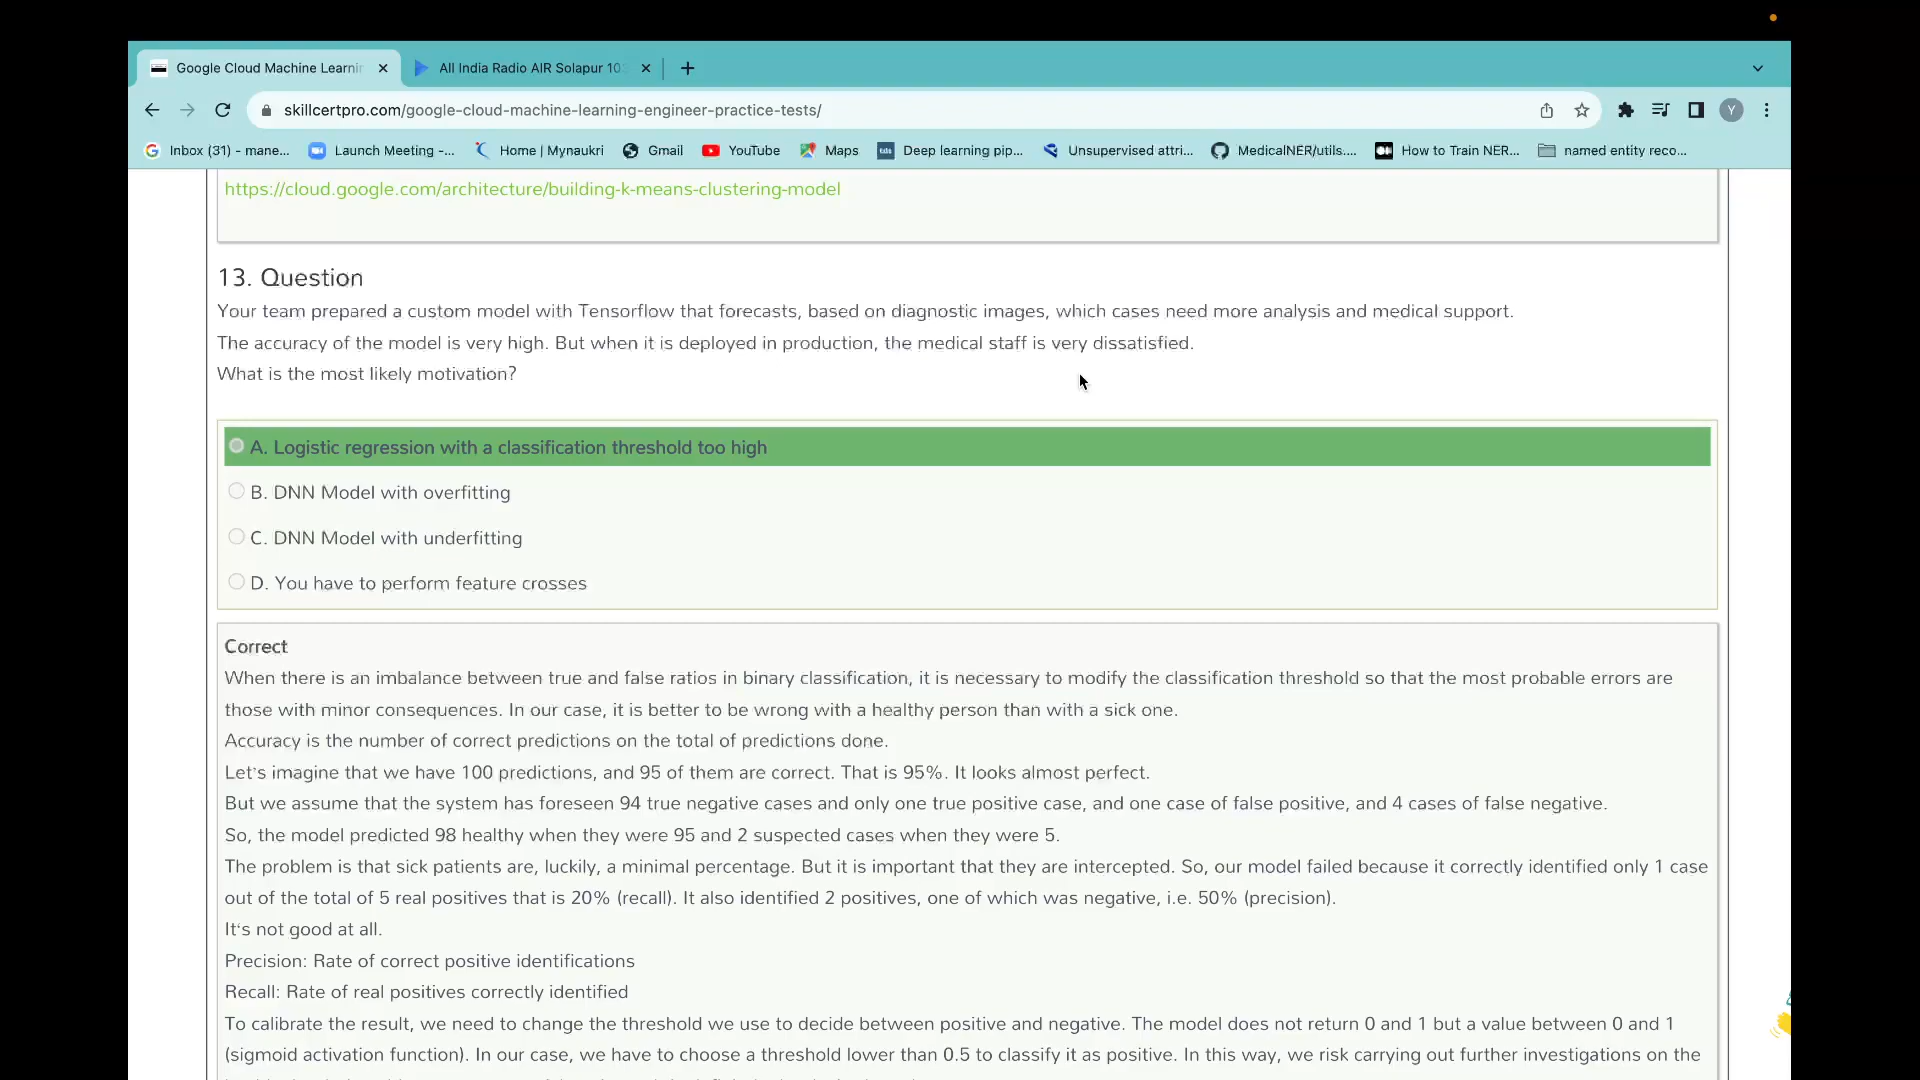 Google Cloud Machine Learni
All India Radio AIR Solapur 10
skillcertpro.com/google-cloud-machine-learning-engineer-practice-tests/
Y
Inbox (31) - mane...
Launch Meeting -...
Home | Mynaukri
Gmail
YouTube
Maps
Deep learning pip...
Unsupervised attri...
MedicalNER/utils....
How to Train NER...
named entity reco...
https://cloud.google.com/architecture/building-k-means-clustering-model
13. Question
Your team prepared a custom model with Tensorflow that forecasts, based on diagnostic images, which cases need more analysis and medical support.
The accuracy of the model is very high. But when it is deployed in production, the medical staff is very dissatisfied.
What is the most likely motivation?
A. Logistic regression with a classification threshold too high
B. DNN Model with overfitting
C. DNN Model with underfitting
D. You have to perform feature crosses
Correct
When there is an imbalance between true and false ratios in binary classification, it is necessary to modify the classification threshold so that the most probable errors are
those with minor consequences. In our case, it is better to be wrong with a healthy person than with a sick one.
Accuracy is the number of correct predictions on the total of predictions done.
Let's imagine that we have 100 predictions, and 95 of them are correct. That is 95%. It looks almost perfect.
But we assume that the system has foreseen 94 true negative cases and only one true positive case, and one case of false positive, and 4 cases of false negative.
So, the model predicted 98 healthy when they were 95 and 2 suspected cases when they were 5.
The problem is that sick patients are, luckily, a minimal percentage. But it is important that they are intercepted. So, our model failed because it correctly identified only 1 case
out of the total of 5 real positives that is 20% (recall). It also identified 2 positives, one of which was negative, i.e. 50% (precision).
It's not good at all.
Precision: Rate of correct positive identifications
Recall: Rate of real positives correctly identified
To calibrate the result, we need to change the threshold we use to decide between positive and negative. The model does not return 0 and 1 but a value between 0 and 1
(sigmoid activation function). In our case, we have to choose a threshold lower than 0.5 to classify it as positive. In this way, we risk carrying out further investigations on the